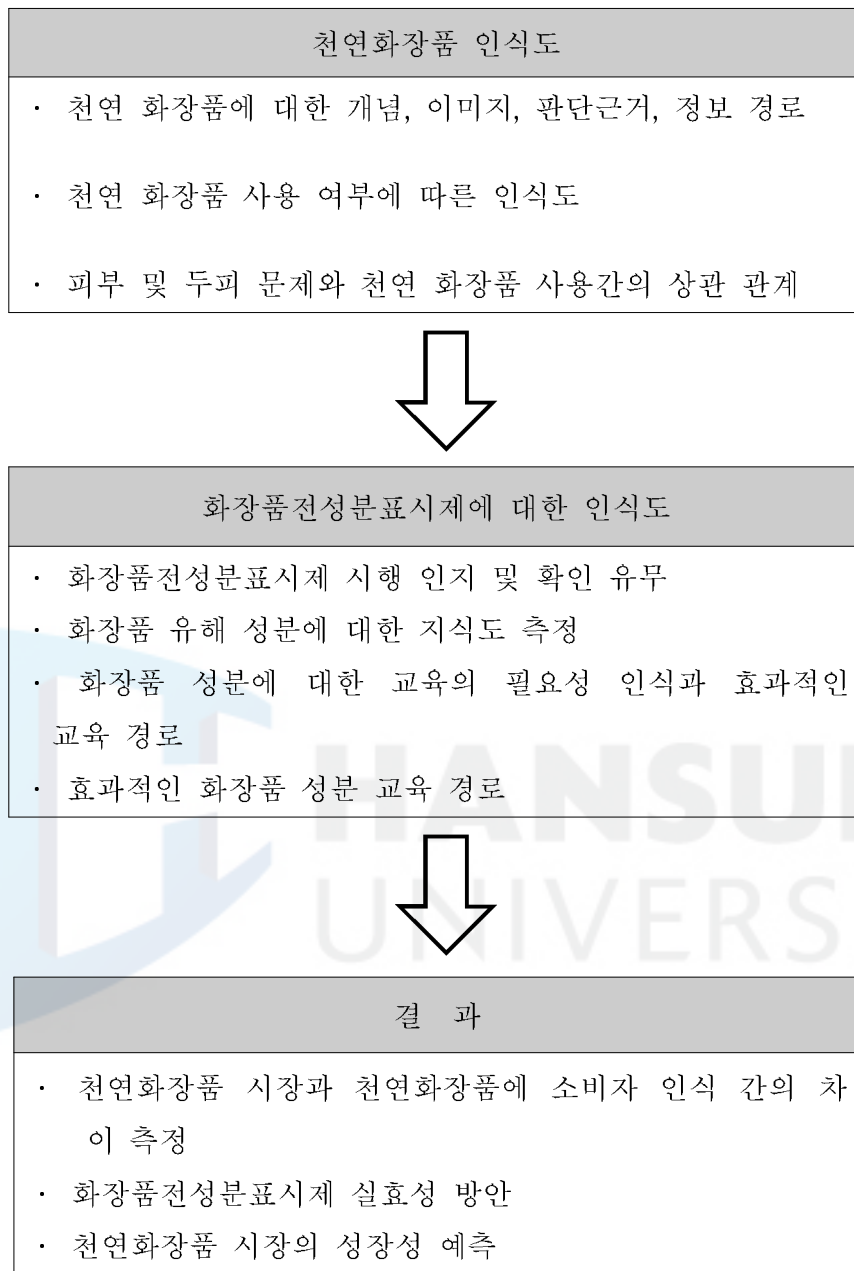 천연화장품 인식도
· 천연 화장품에 대한 개념, 이미지, 판단근거, 정보 경로
· 천연 화장품 사용 여부에 따른 인식도
· 피부 및 두피 문제와 천연 화장품 사용간의 상관 관계
화장품전성분표시제에 대한 인식도
· 화장품전성분표시제 시행 인지 및 확인 유무
· 화장품 유해 성분에 대한 지식도 측정
· 화장품 성분에 대한 교육의 필요성 인식과 효과적인
교육 경로
· 효과적인 화장품 성분 교육 경로
HANSU
UNIVERS
결 과
· 천연화장품 시장과 천연화장품에 소비자 인식 간의 차
이 측정
· 화장품전성분표시제 실효성 방안
· 천연화장품 시장의 성장성 예측